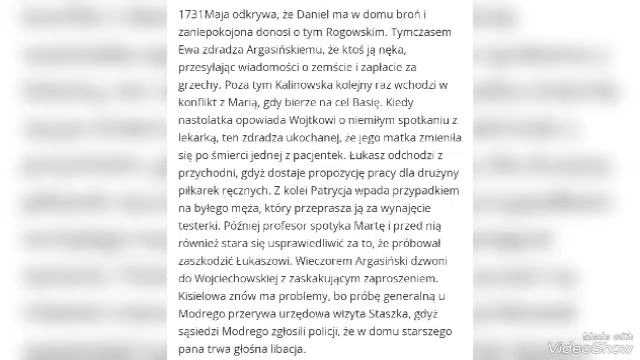 1731Maja odkrywa, że Daniel ma w domu broń i
zaniepokojona donosi o tym Rogowskim. Tymczasem
Ewa zdradza Argasińskiemu, że ktoś ją nęka,
przesyłając wiadomości o zemście i zapłacie za
grzechy. Poza tym Kalinowska kolejny raz wchodzi w
konflikt z Marią, gdy bierze na cel Basię. Kiedy
nastolatka opowiada Wojtkowi o niemiłym spotkaniu z
lekarką, ten zdradza ukochanej, że jego matka zmieniła
się po śmierci jednej z pacjentek. Łukasz odchodzi z
przychodni, gdyż dostaje propozycję pracy dla drużyny
piłkarek ręcznych. Z kolei Patrycja wpada przypadkiem
na byłego męża, który przeprasza ją za wynajęcie
testerki. Później profesor spotyka Martę i przed nią
również stara się usprawiedliwić za to, że próbował
zaszkodzić Łukaszowi. Wieczorem Argasiński dzwoni
do Wojciechowskiej z zaskakującym zaproszeniem.
Kisielowa znów ma problemy, bo próbę generalną u
Modrego przerywa urzędowa wizyta Staszka, gdyż
sąsiedzi Modrego zgłosili policji, że w domu starszego
pana trwa głośna libacja.
Made With
VideoShow